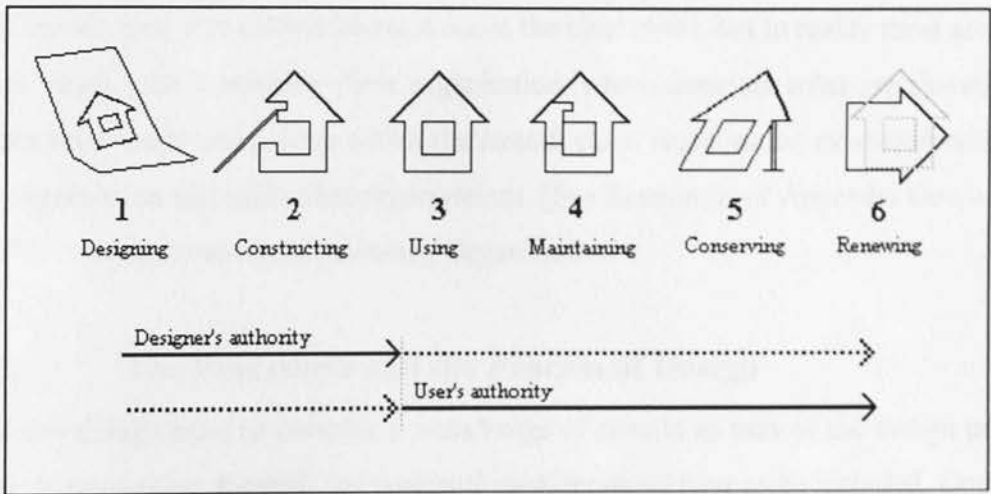 1 2 3 4 5 6
Designing Constructing Using Maintaining Conserving Renewing
Designer's authority
User's authority